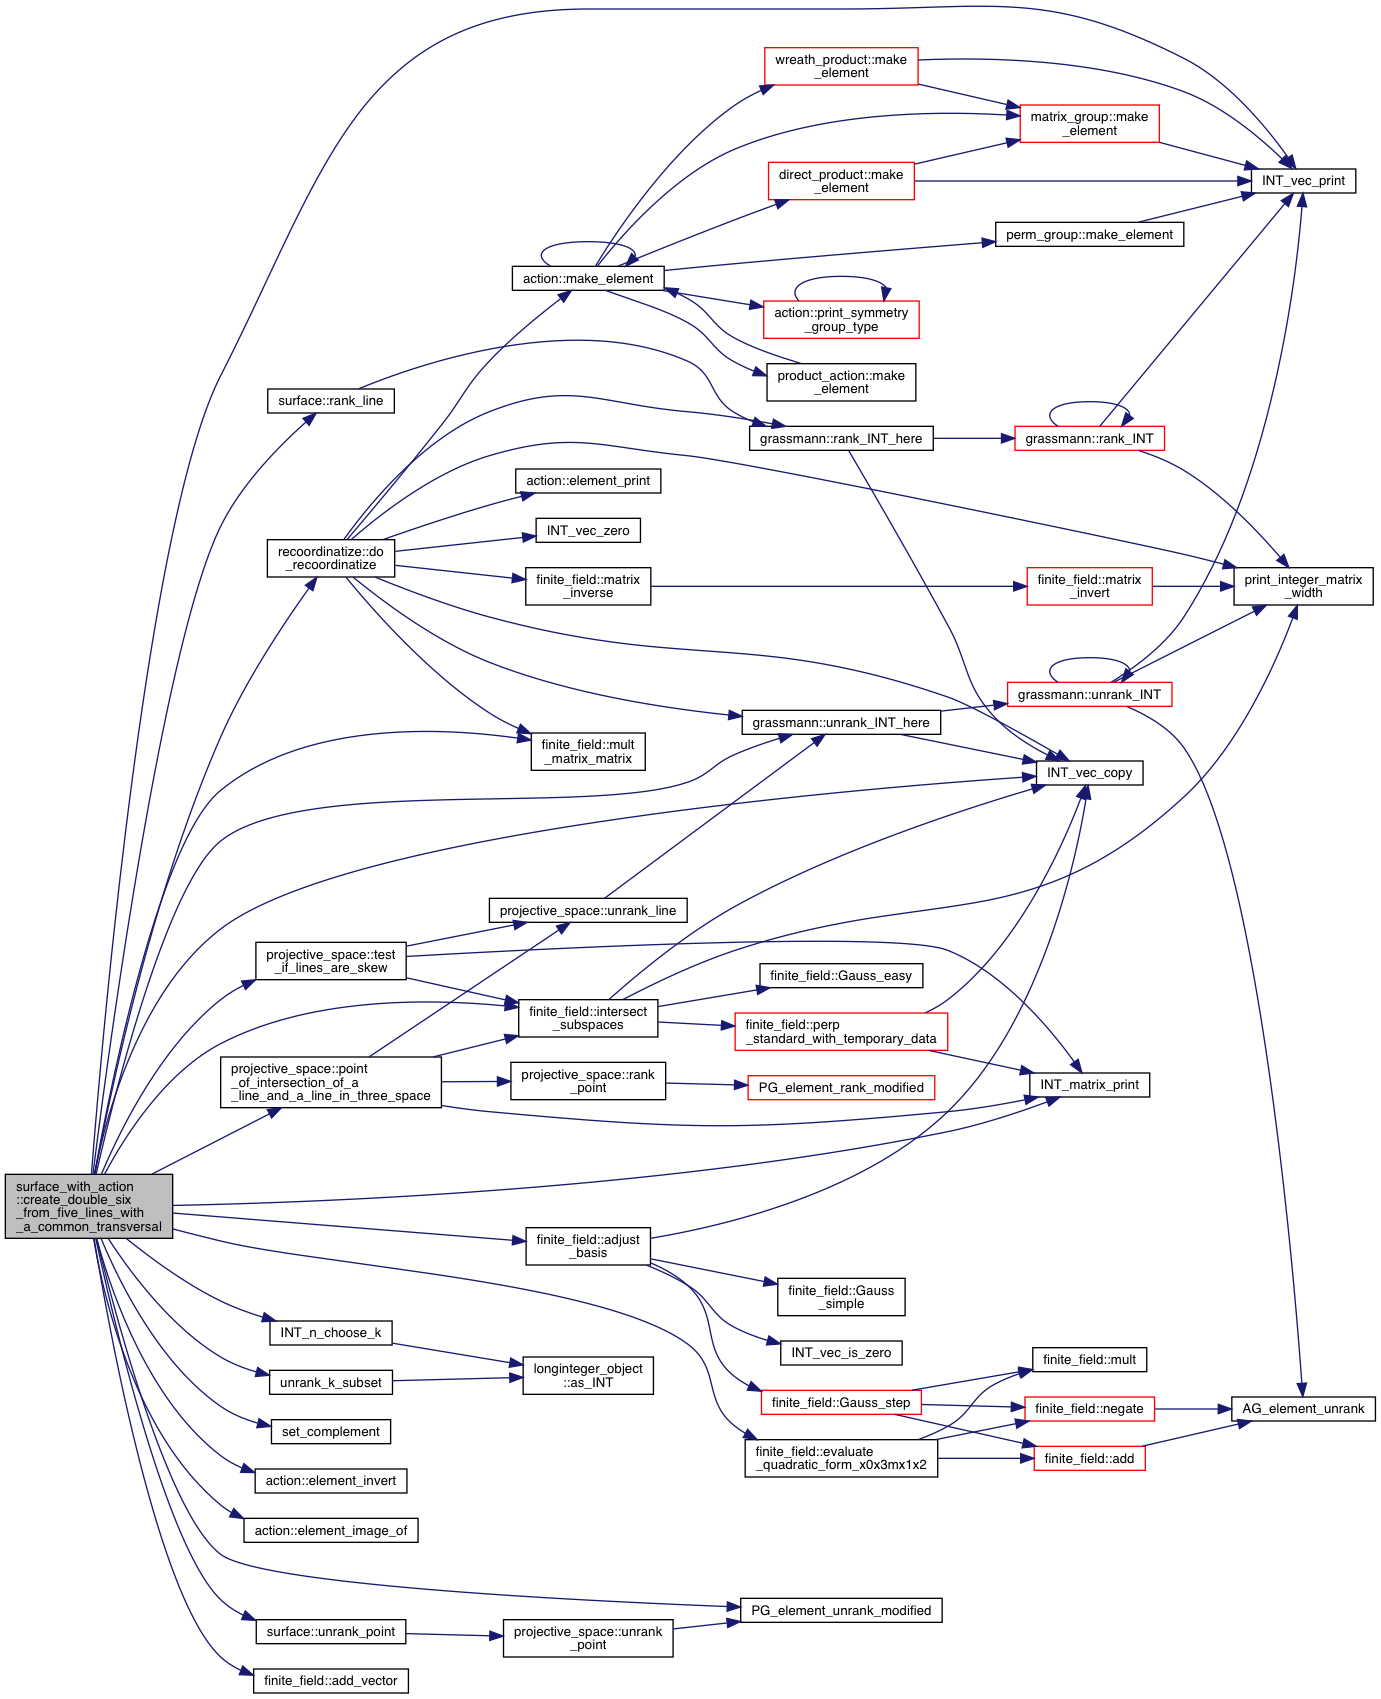 wreath_product::make
_element
matrix_group::make
_element
direct_product::make
_element
INT_vec_print
perm_group::make_element
action::make_element
action::print_symmetry
_group_type
product_action::make
_element
surface::rank_line
grassmann::rank_INT_here
grassmann::rank_INT
action::element_print
INT_vec_zero
recoordinatize::do
_recoordinatize
finite_field::matrix
_inverse
finite_field::matrix
_invert
print_integer_matrix
_width
grassmann::unrank_INT
grassmann::unrank_INT_here
finite_field::mult
_matrix_matrix
INT_vec_copy
projective_space::unrank_line
projective_space::test
_if_lines_are_skew
finite_field::Gauss_easy
finite_field::intersect
_subspaces
finite_field::perp
_standard_with_temporary_data
projective_space::point
_of_intersection_of_a
_line_and_a_line_in_three_space
projective_space::rank
_point
PG_element_rank_modified
INT_matrix_print
surface_with_action
::create_double_six
_from_five_lines_with
_a_common_transversal
finite_field::adjust
_basis
finite_field::Gauss
_simple
INT_n_choose_k
INT_vec_is_zero
finite_field::mult
unrank_k_subset
longinteger_object
::as_INT
finite_field::Gauss_step
finite_field::negate
AG_element_unrank
set_complement
finite_field::evaluate
_quadratic_form_x0x3mx1x2
finite_field::add
action::element_invert
action::element_image_of
PG_element_unrank_modified
surface::unrank_point
projective_space::unrank
_point
finite_field::add_vector